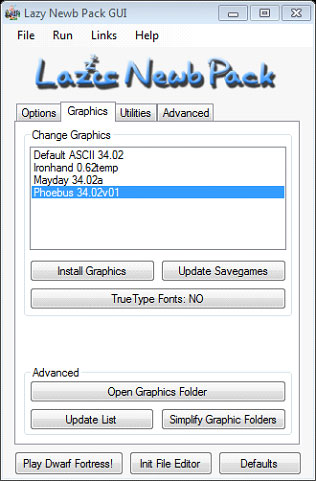 Lazy Newb Pack GUI
File Run Links Help
Lazy Newb Pack
Options Graphics Utilities Advanced
Change Graphics
Default ASCII 34.02
Ironhand 0.62temp
Mayday 34.02a
Phoebus 34.02v01
Install Graphics Update Savegames
TrueType Fonts: NO
Advanced
Open Graphics Folder
Update List Simplify Graphic Folders
Play Dwarf Fortress! Init File Editor Defaults